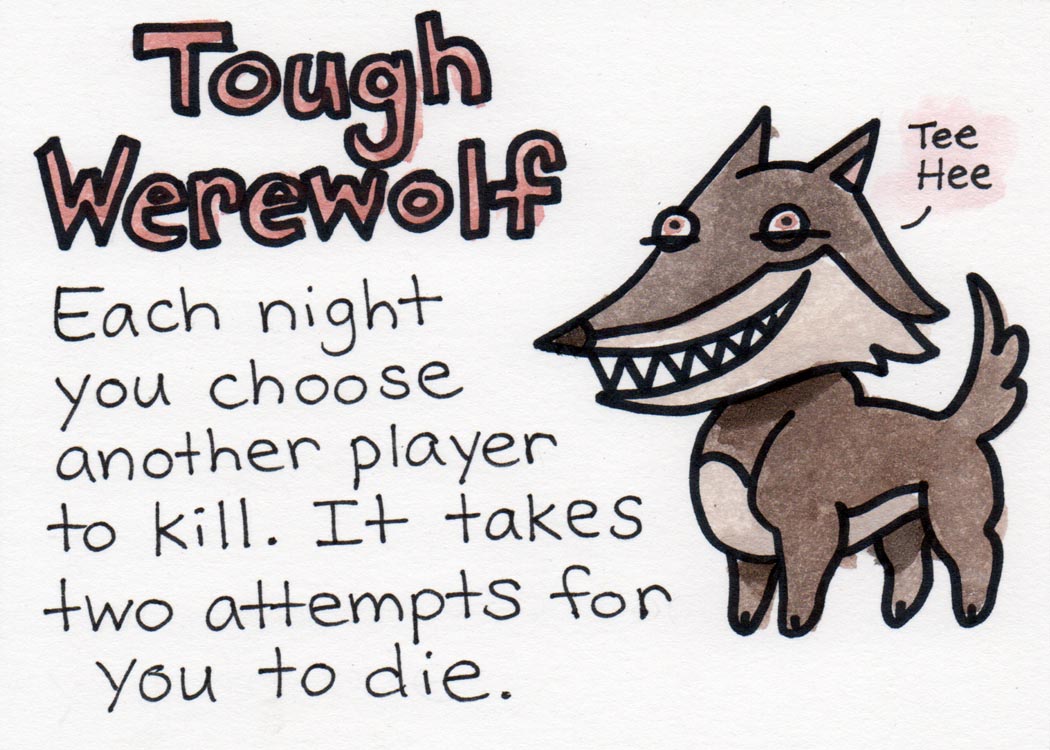 Tough
Werewolf
Each night
you choose
another player
to kill. It takes
two attempts for
you to die.
Tee
Hee